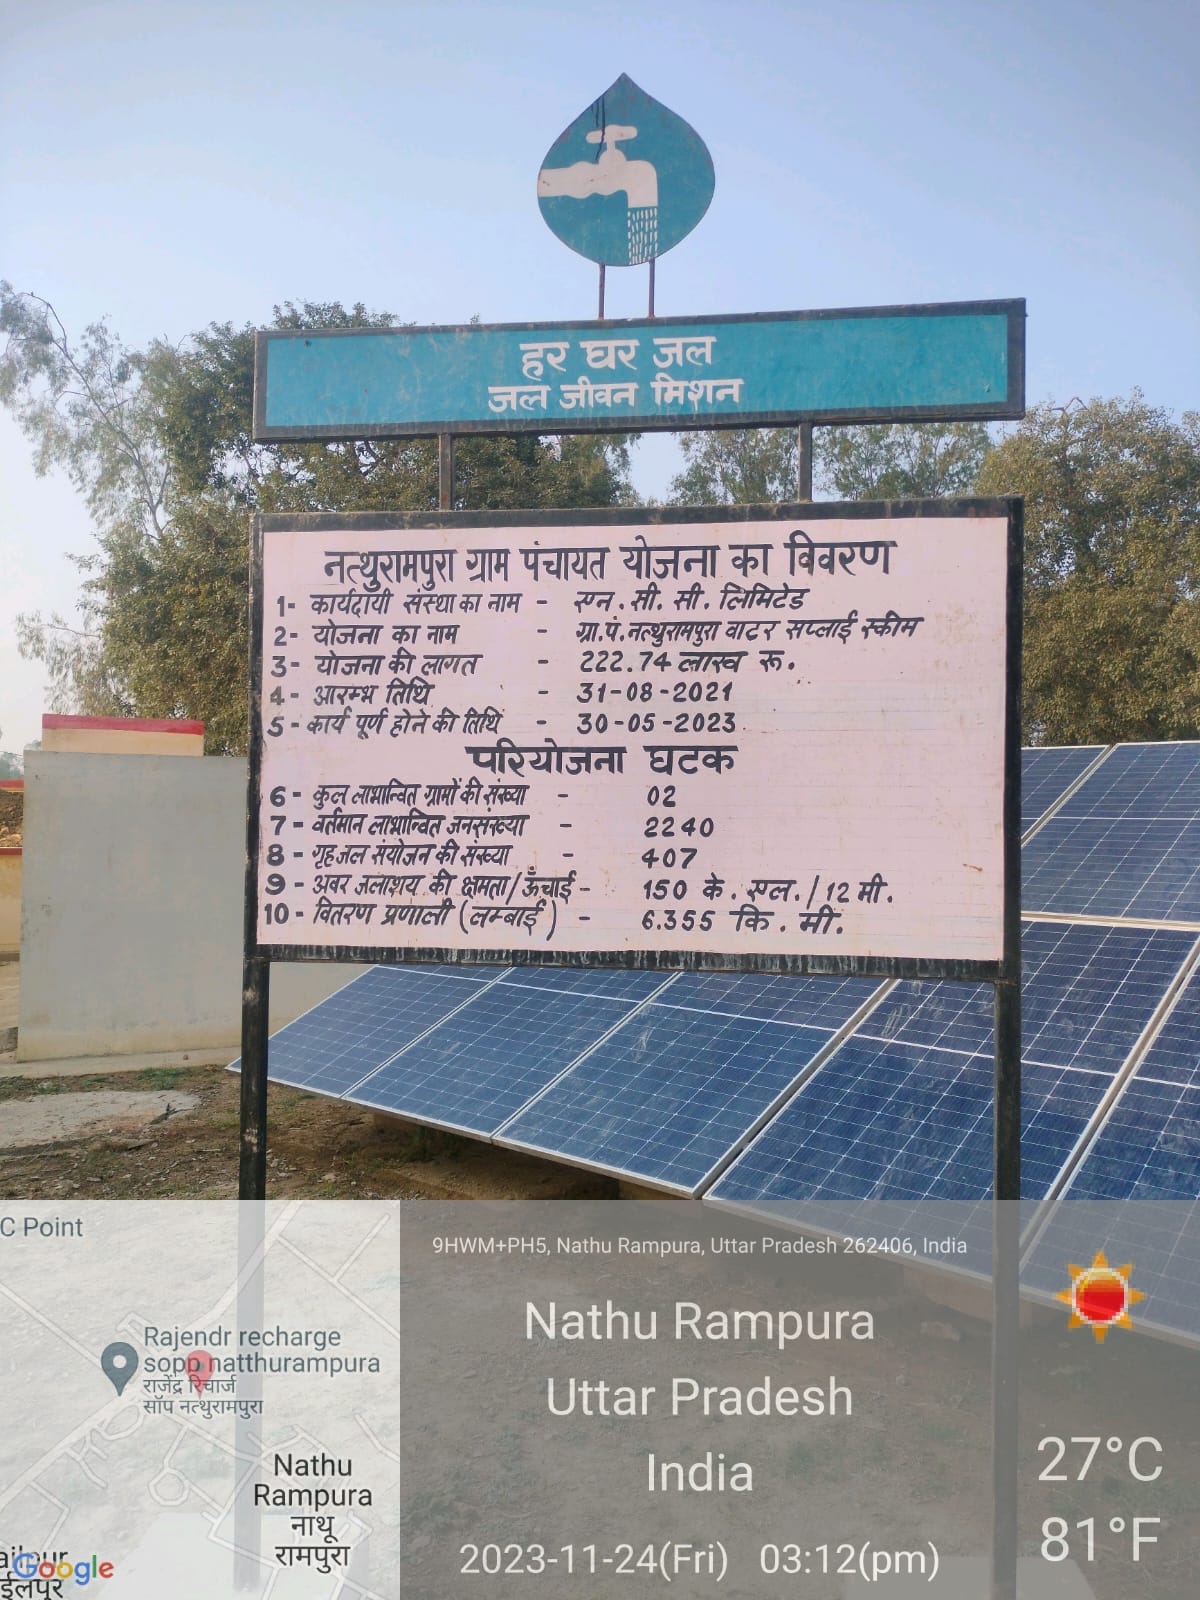 हर घर जल
जल जीवन मिशन
नत्थुरामपुरा ग्राम पंचायत योजना का विवरण
1- कार्यदायी संस्था का नाम - एन.सी.सी. लिमिटेड
2- योजना का नाम - ग्रा.पं.नत्थुरामपुरा वाटर सप्लाई स्कीम
3- योजना की लागत - 222.74 लाख रू.
4- आरम्भ तिथि - 31-08-2021
5- कार्य पूर्ण होने की तिथि - 30-05-2023
परियोजना घटक
6- कुल लाभान्वित ग्रामों की संख्या - 02
7- वर्तमान लाभान्वित जनसंख्या - 2240
8- गृहजल संयोजन की संख्या - 407
9- अवर जलाशय की क्षमता/ऊँचाई - 150 के. एल./12 मी.
10- वितरण प्रणाली (लम्बाई) - 6.355 कि. मी.
C Point
Rajendr recharge
sopp natthurampura
राजेंद्र रिचार्ज
सॉप नत्थुरामपुरा
Nathu
Rampura
नाथू
रामपुरा
Google
ईलपुर
9HWM+PH5, Nathu Rampura, Uttar Pradesh 262406, India
Nathu Rampura
Uttar Pradesh
India
2023-11-24(Fri) 03:12(pm)
27°C
81°F